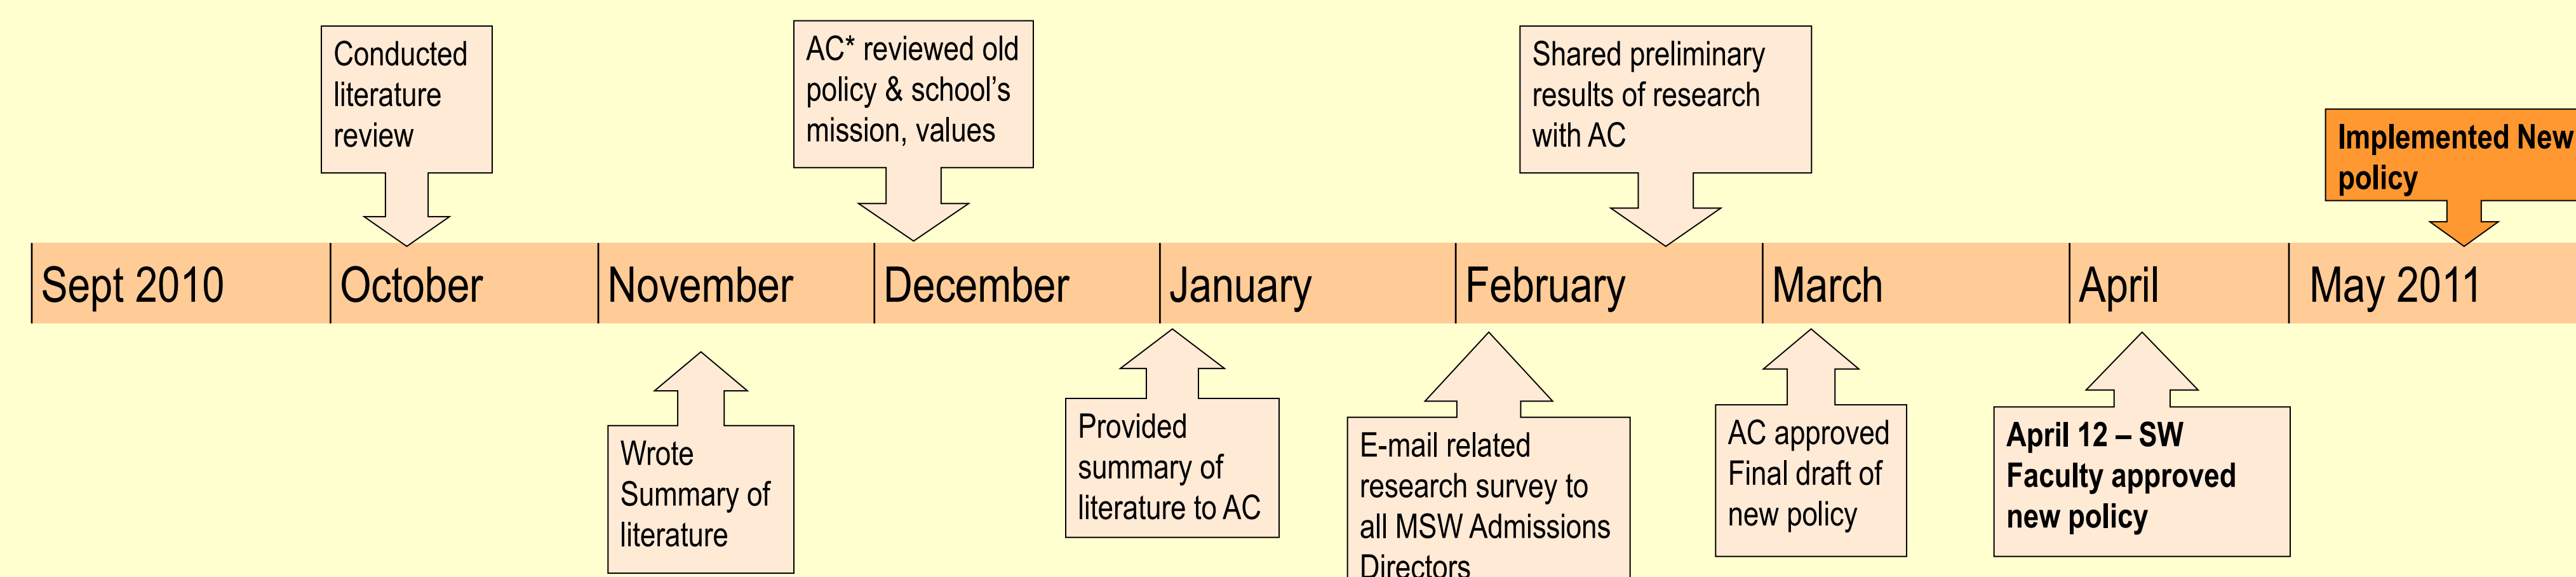 Conducted
literature
review
AC* reviewed old
policy & school's
mission, values
Shared preliminary
results of research
with AC
Implemented New
policy
Sept 2010
October
November
December
January
February
March
April
May 2011
Wrote
Summary of
literature
Provided
summary of
literature to AC
E-mail related
research survey to
all MSW Admissions
Directors
AC approved
Final draft of
new policy
April 12 – SW
Faculty approved
new policy